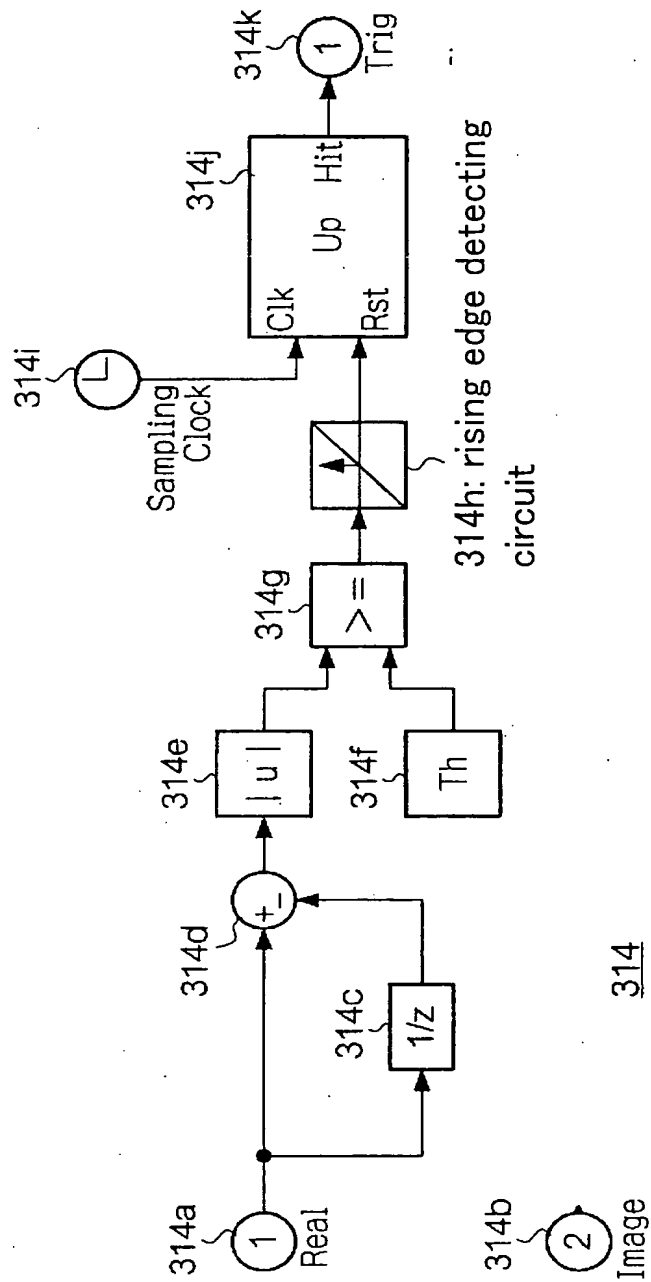 314a
1
Real
314b
2
Image
314c
1/z
314d
+
-
314e
|u|
314f
Th
314g
>=
314h: rising edge detecting
circuit
314i
Sampling
Clock
314j
Clk
Up
Hit
Rst
314k
1
Trig
314